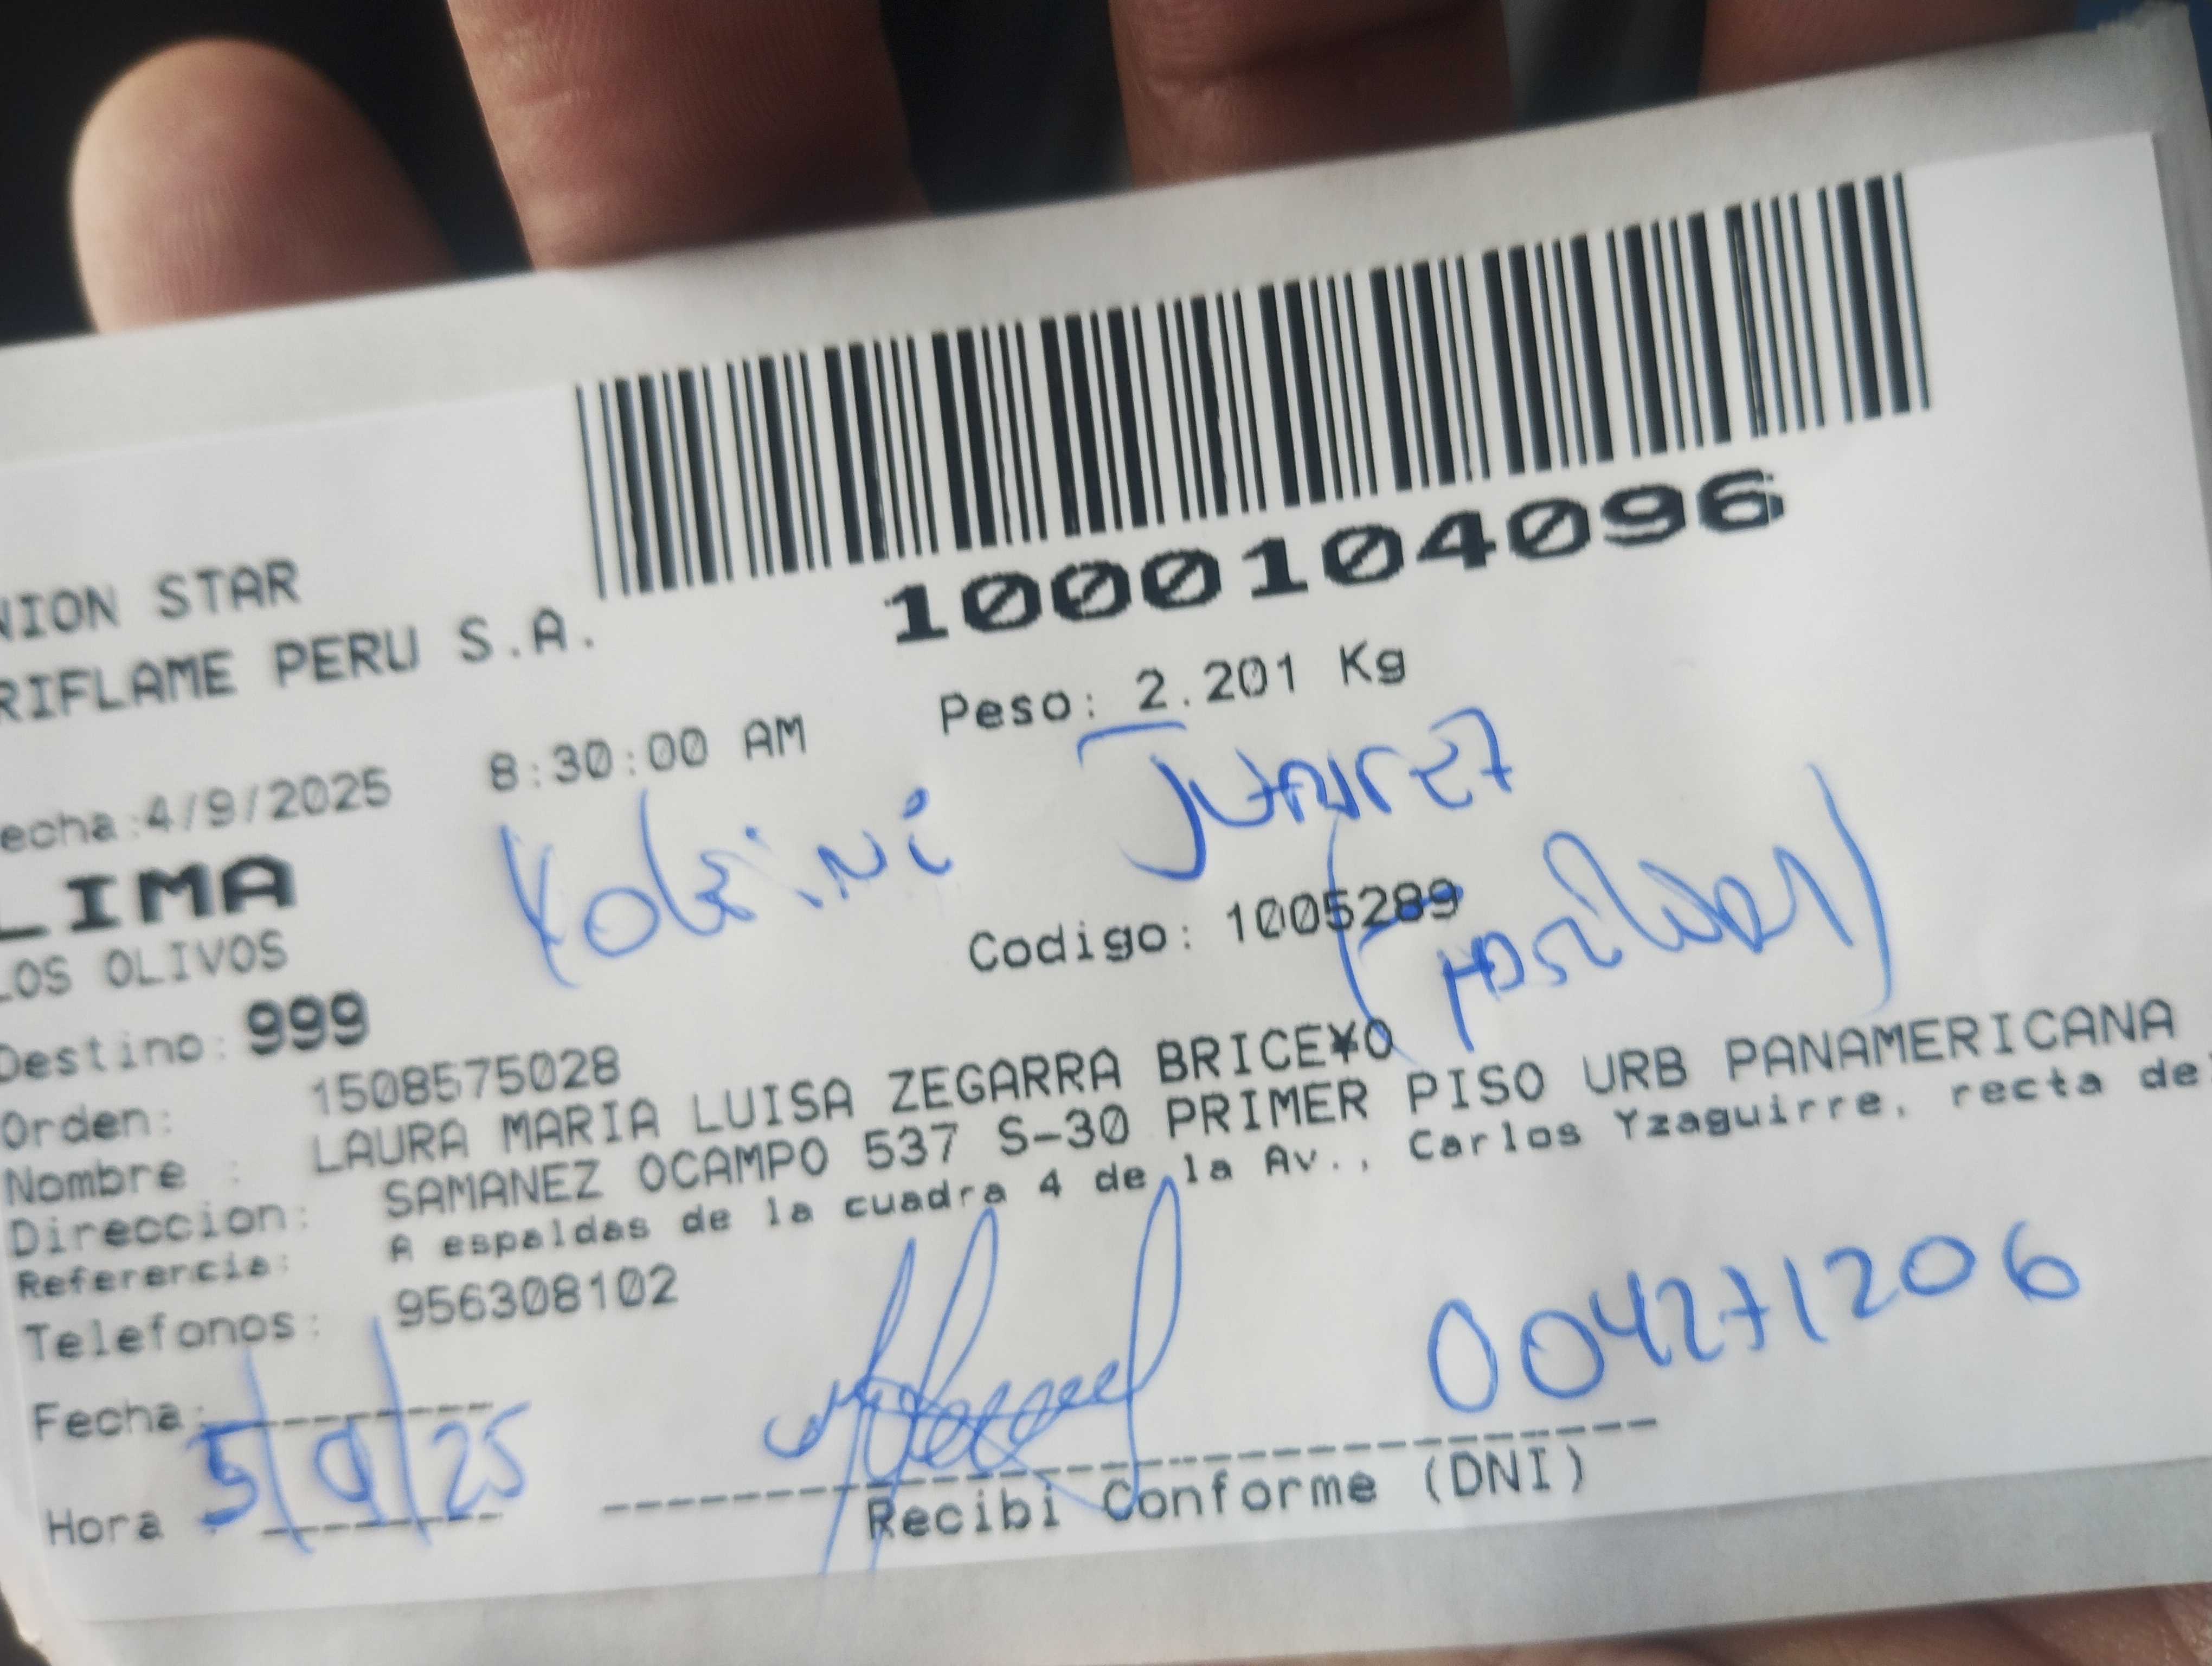 NION STAR
RIFLAME PERU S.A.
1000104096
echa:4/9/2025 8:30:00 AM Peso: 2.201 Kg
Juarez
LIMA
LOS OLIVOS
Codigo: 1005289
Destino: 999
Orden: 1508575028
Nombre : LAURA MARIA LUISA ZEGARRA BRICE¥O
Direccion: SAMANEZ OCAMPO 537 S-30 PRIMER PISO URB PANAMERICANA
Referencia: A espaldas de la cuadra 4 de la Av., Carlos Yzaguirre, recta de
Telefonos: 956308102
004271206
Fecha: 5/9/25
Hora
Recibi Conforme (DNI)